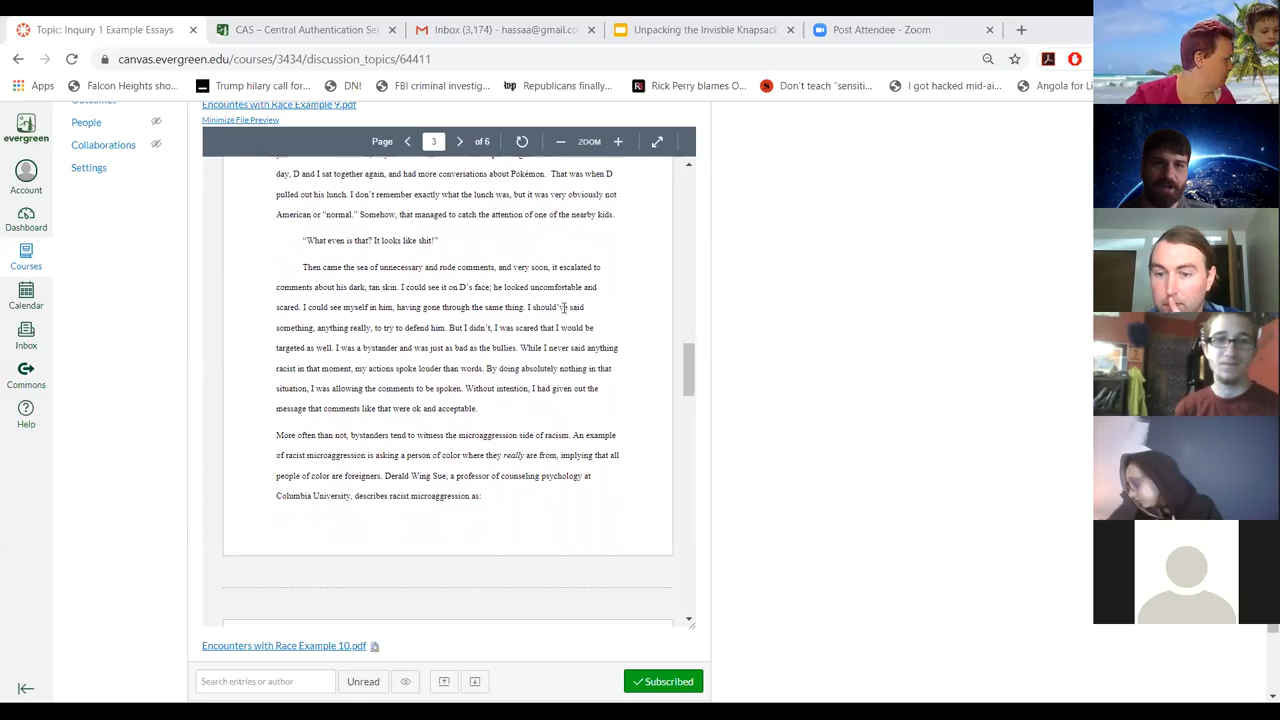 Topic: Inquiry 1 Example Essays
CAS – Central Authentication Ser
Inbox (3,174) - hassaa@gmail.co
Unpacking the Invisble Knapsack
Post Attendee - Zoom
canvas.evergreen.edu/courses/3434/discussion_topics/64411
Apps
Falcon Heights sho...
Trump hilary call for...
DN!
FBI criminal investig...
Republicans finally...
Rick Perry blames O...
Don't teach “sensiti...
I got hacked mid-ai...
Angola for Li
evergreen
Account
Dashboard
Courses
Calendar
Inbox
Commons
Help
People
Collaborations
Settings
Encountes with Race Example 9.pdf
Minimize File Preview
Page 3 of 6 ZOOM
day, D and I sat together again, and had more conversations about Pokémon. That was when D
pulled out his lunch. I don't remember exactly what the lunch was, but it was very obviously not
American or “normal.” Somehow, that managed to catch the attention of one of the nearby kids.
“What even is that? It looks like shit!”
Then came the sea of unnecessary and rude comments, and very soon, it escalated to
comments about his dark, tan skin. I could see it on D's face; he looked uncomfortable and
scared. I could see myself in him, having gone through the same thing. I should've said
something, anything really, to try to defend him. But I didn't, I was scared that I would be
targeted as well. I was a bystander and was just as bad as the bullies. While I never said anything
racist in that moment, my actions spoke louder than words. By doing absolutely nothing in that
situation, I was allowing the comments to be spoken. Without intention, I had given out the
message that comments like that were ok and acceptable.
More often than not, bystanders tend to witness the microaggression side of racism. An example
of racist microaggression is asking a person of color where they really are from, implying that all
people of color are foreigners. Derald Wing Sue, a professor of counseling psychology at
Columbia University, describes racist microaggression as:
Encounters with Race Example 10.pdf
Search entries or author
Unread
Subscribed